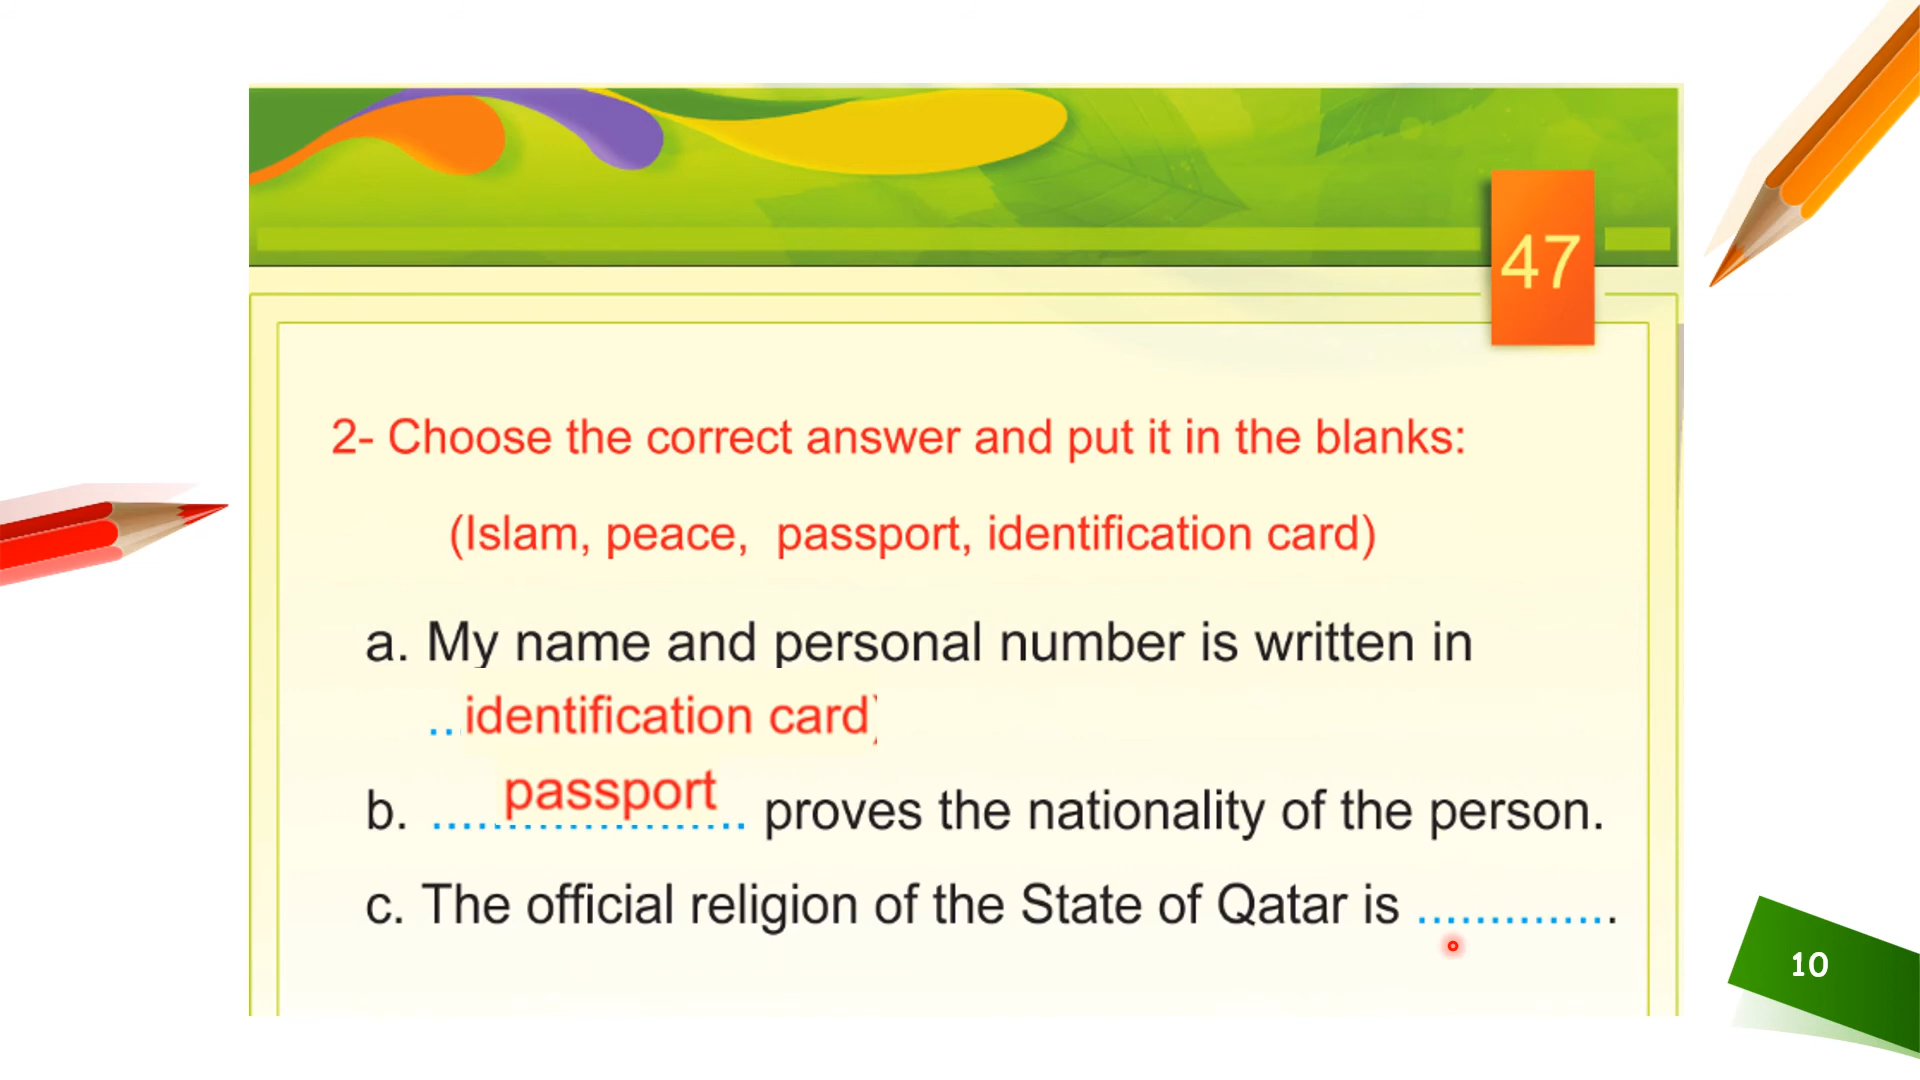 47
2- Choose the correct answer and put it in the blanks:
(Islam, peace, passport, identification card)
a. My name and personal number is written in
..identification card)
b. ....passport.. proves the nationality of the person.
c. The official religion of the State of Qatar is ..............
10